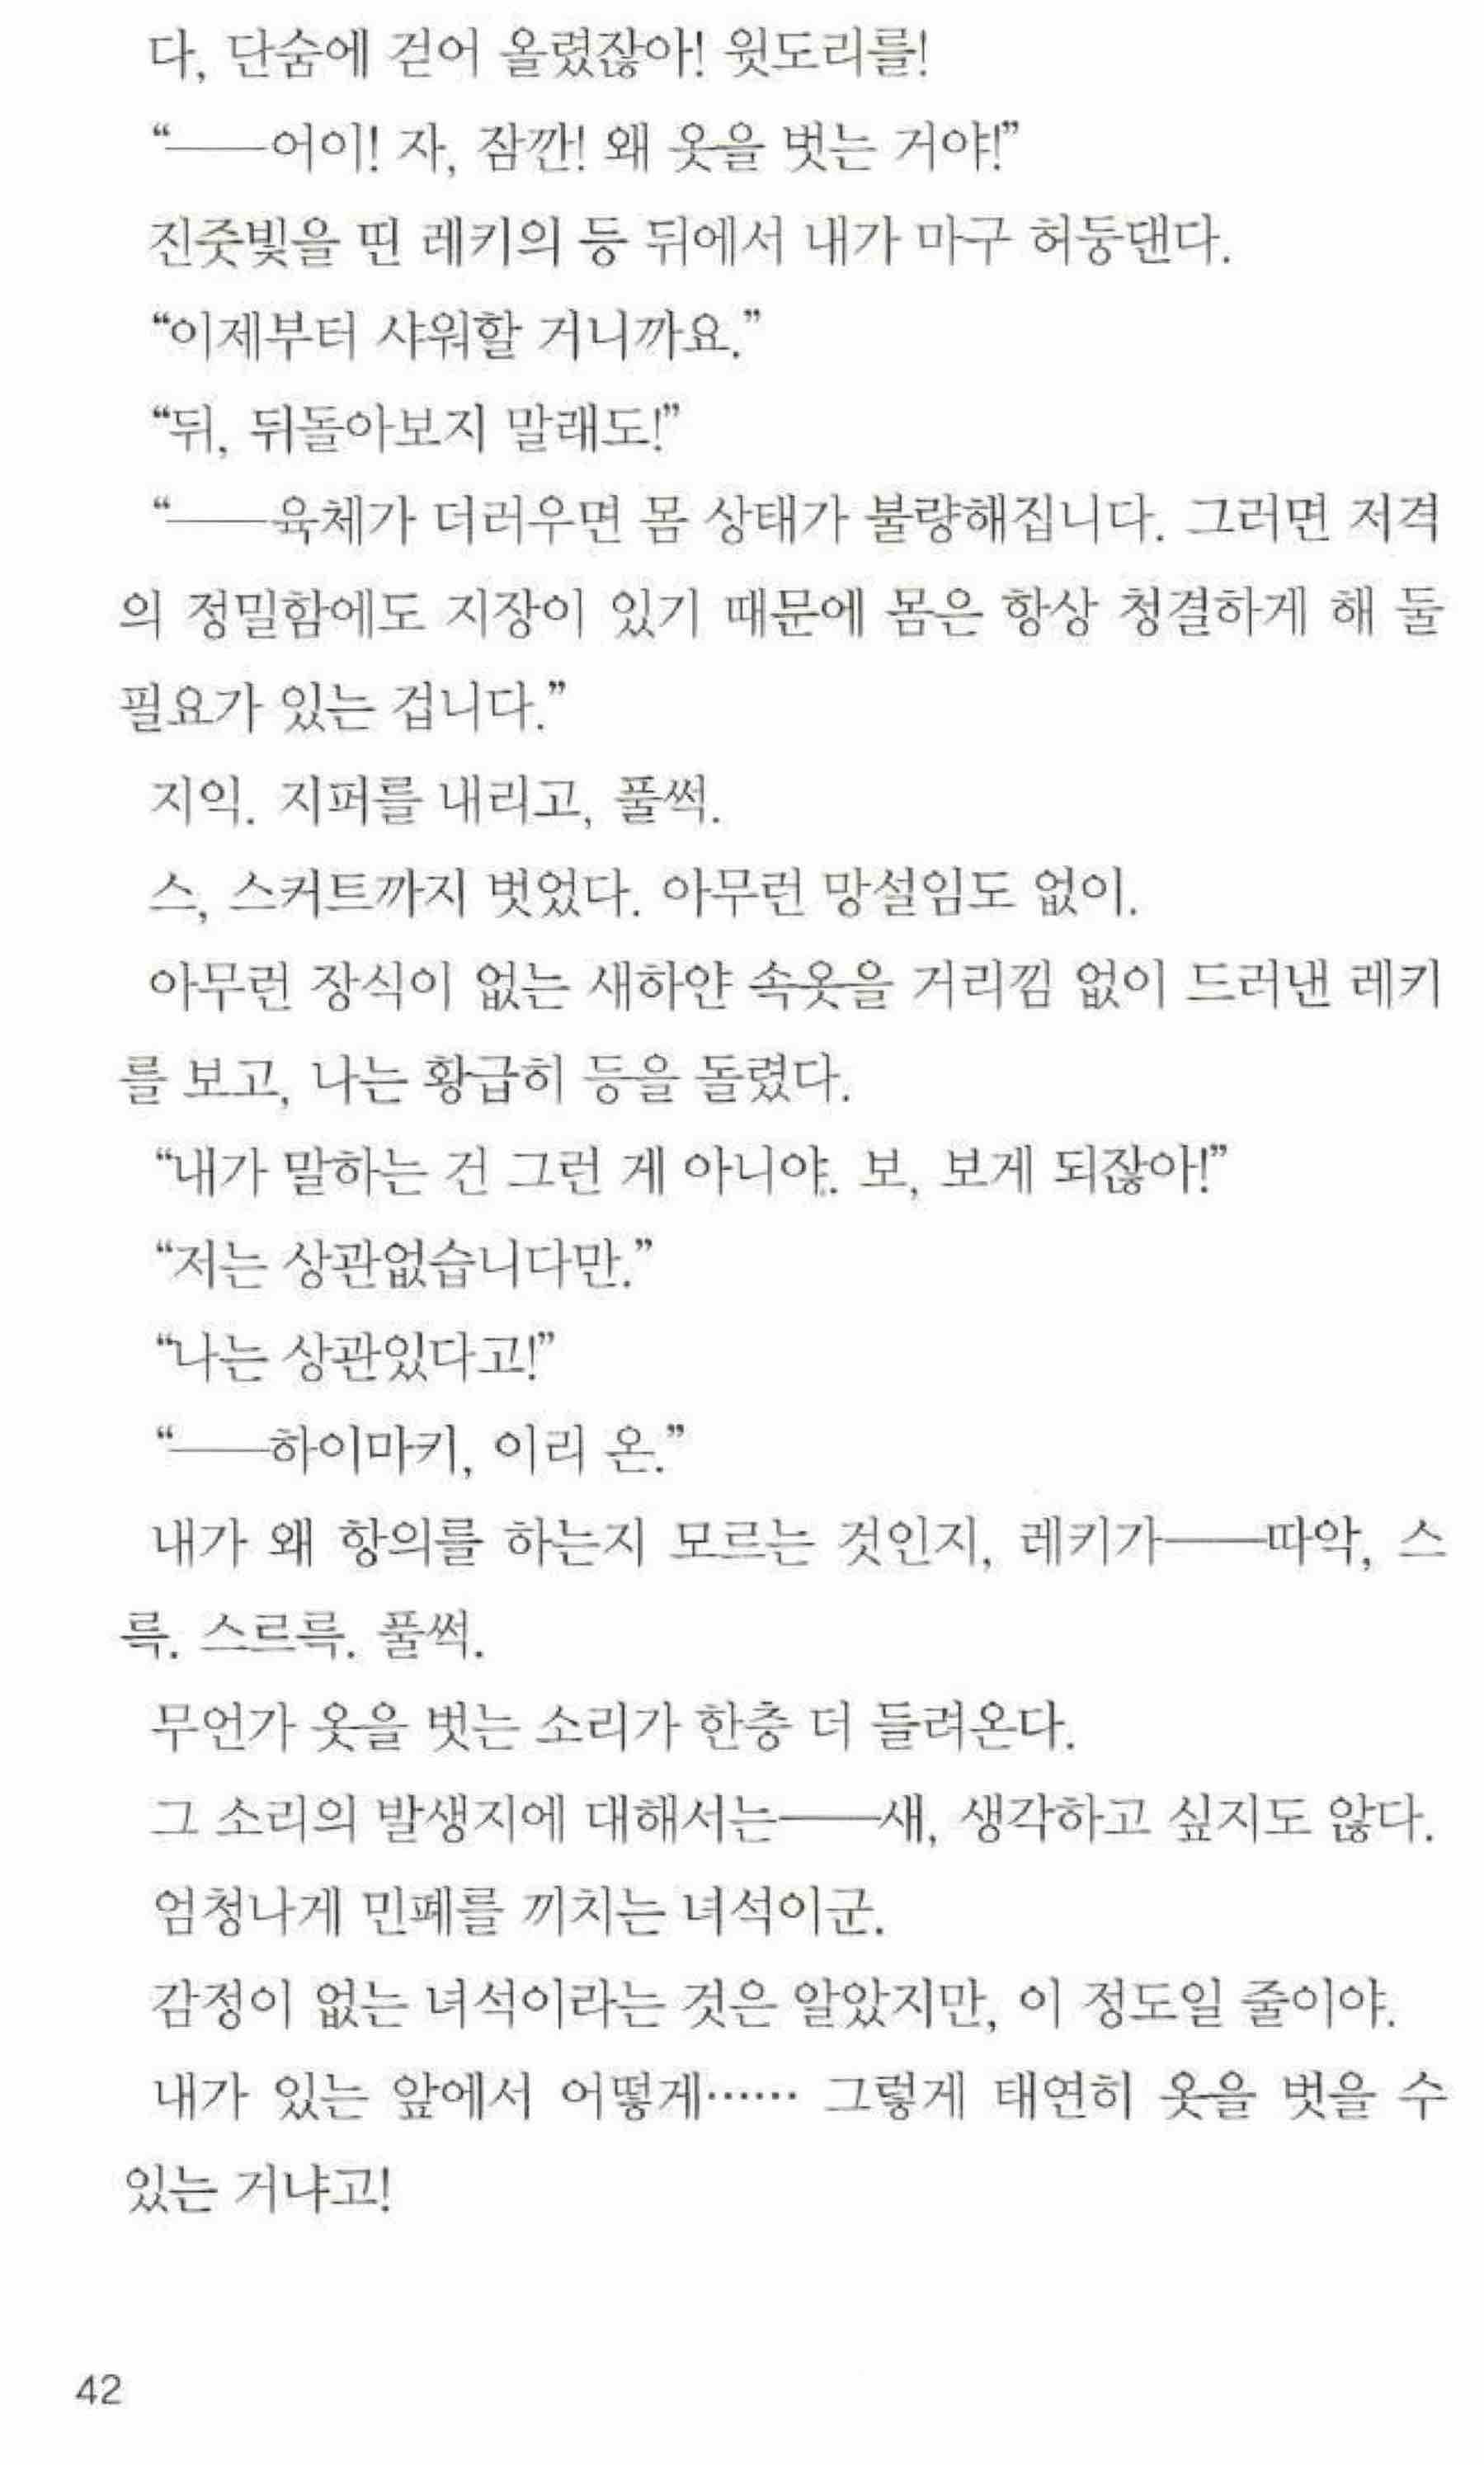 다, 단숨에 걷어 올렸잖아! 윗도리를!
“──어이! 자, 잠깐! 왜 옷을 벗는 거야!”
진줏빛을 띤 레키의 등 뒤에서 내가 마구 허둥댄다.
“이제부터 샤워할 거니까요.”
“뒤, 뒤돌아보지 말래도!”
“──육체가 더러우면 몸 상태가 불량해집니다. 그러면 저격
의 정밀함에도 지장이 있기 때문에 몸은 항상 청결하게 해 둘
필요가 있는 겁니다.”
지익. 지퍼를 내리고, 풀썩.
스, 스커트까지 벗었다. 아무런 망설임도 없이.
아무런 장식이 없는 새하얀 속옷을 거리낌 없이 드러낸 레키
를 보고, 나는 황급히 등을 돌렸다.
“내가 말하는 건 그런 게 아니야. 보, 보게 되잖아!”
“저는 상관없습니다만.”
“나는 상관있다고!”
“──하이마키, 이리 온.”
내가 왜 항의를 하는지 모르는 것인지, 레키가──따악, 스
륵. 스르륵. 풀썩.
무언가 옷을 벗는 소리가 한층 더 들려온다.
그 소리의 발생지에 대해서는──새, 생각하고 싶지도 않다.
엄청나게 민폐를 끼치는 녀석이군.
감정이 없는 녀석이라는 것은 알았지만, 이 정도일 줄이야.
내가 있는 앞에서 어떻게…… 그렇게 태연히 옷을 벗을 수
있는 거냐고!
42